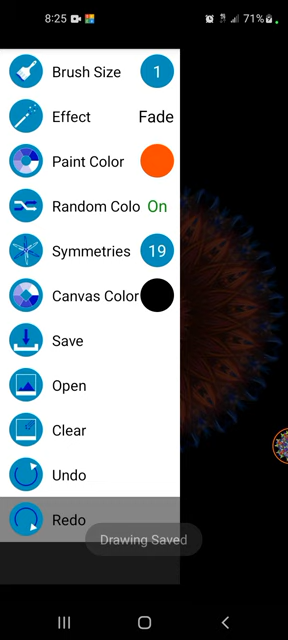 8:25
71%
Brush Size
1
Effect
Fade
Paint Color
Random Colo
On
Symmetries
19
Canvas Color
Save
Open
Clear
Undo
Redo
Drawing Saved